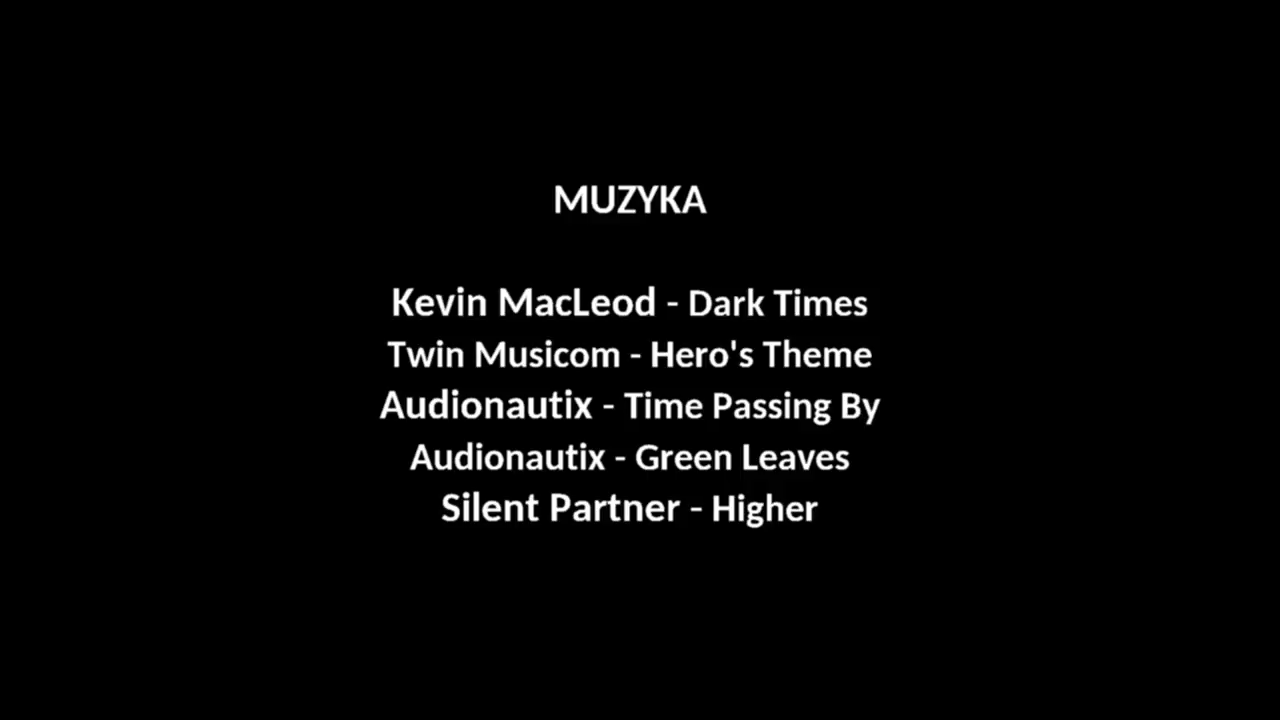 MUZYKA
Kevin MacLeod - Dark Times
Twin Musicom - Hero's Theme
Audionautix - Time Passing By
Audionautix - Green Leaves
Silent Partner - Higher